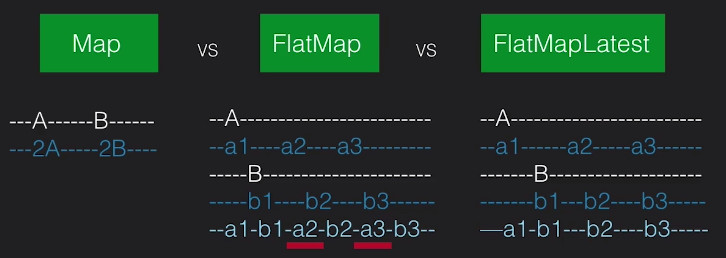 Map vs FlatMap vs FlatMapLatest
---A------B------
---2A-----2B----
--A--------------------------
--a1----a2----a3---------
-----B-----------------------
-----b1----b2----b3------
--a1-b1-a2-b2-a3-b3--
--A--------------------------
--a1------a2-----a3------
-------B---------------------
-------b1---b2----b3-----
—a1-b1---b2----b3-----